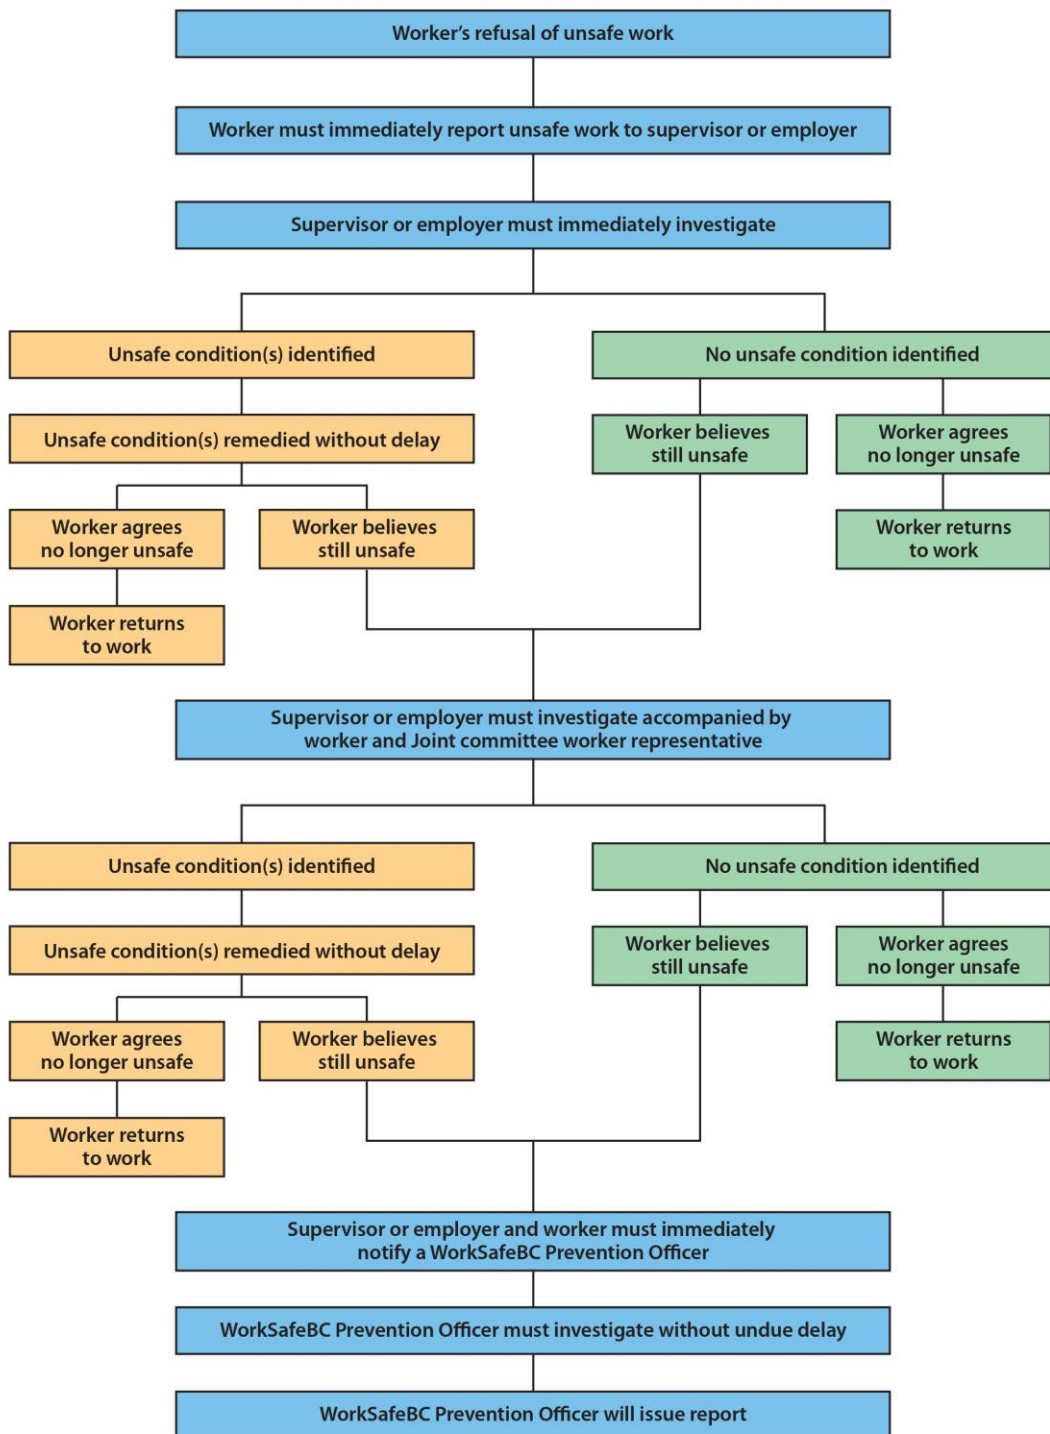 Worker's refusal of unsafe work
Worker must immediately report unsafe work to supervisor or employer
Supervisor or employer must immediately investigate
Unsafe condition(s) identified
No unsafe condition identified
Unsafe condition(s) remedied without delay
Worker believes
still unsafe
Worker agrees
no longer unsafe
Worker agrees
no longer unsafe
Worker believes
still unsafe
Worker returns
to work
Worker returns
to work
Supervisor or employer must investigate accompanied by
worker and Joint committee worker representative
Unsafe condition(s) identified
No unsafe condition identified
Unsafe condition(s) remedied without delay
Worker believes
still unsafe
Worker agrees
no longer unsafe
Worker agrees
no longer unsafe
Worker believes
still unsafe
Worker returns
to work
Worker returns
to work
Supervisor or employer and worker must immediately
notify a WorkSafeBC Prevention Officer
WorkSafeBC Prevention Officer must investigate without undue delay
WorkSafeBC Prevention Officer will issue report